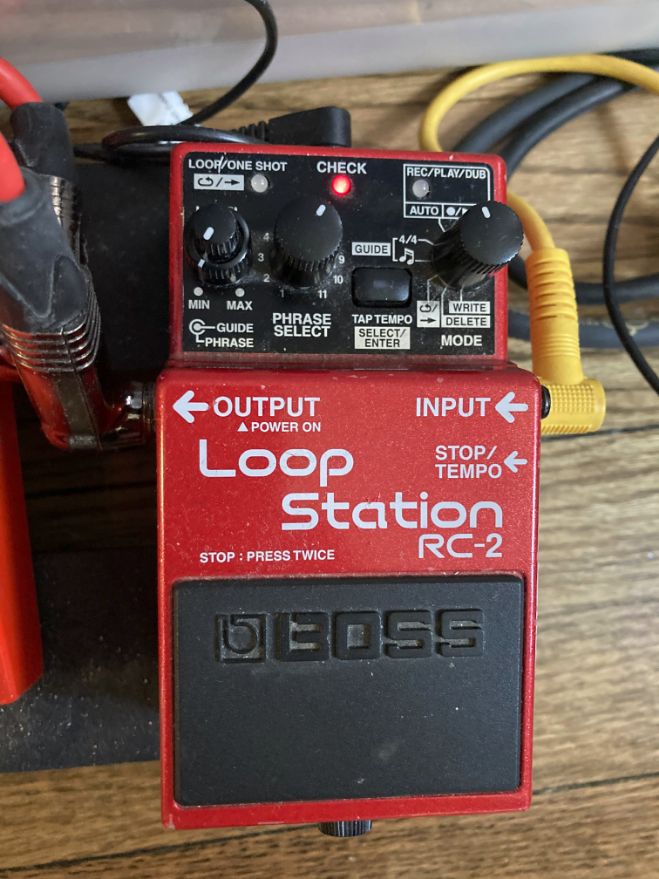 LOOP/ONE SHOT
CHECK
REC/PLAY/DUB
AUTO
GUIDE
4/4
4
3
2
1
9
10
11
MIN MAX
GUIDE
PHRASE
PHRASE
SELECT
TAP TEMPO
SELECT/
ENTER
WRITE
DELETE
MODE
OUTPUT
▲POWER ON
INPUT
STOP/
TEMPO
Loop
Station
RC-2
STOP : PRESS TWICE
BOSS